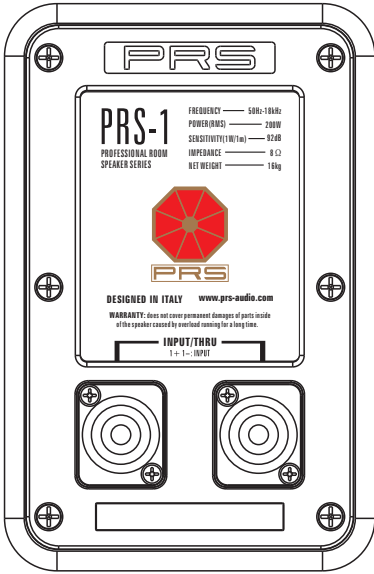 PRS
PRS-1
PROFESSIONAL ROOM
SPEAKER SERIES
FREQUENCY 50Hz-18kHz
POWER(RMS) 200W
SENSITIVITY(1W/1m) 92dB
IMPEDANCE 8 Ω
NET WEIGHT 16kg
PRS
DESIGNED IN ITALY www.prs-audio.com
WARRANTY: does not cover permanent damages of parts inside
of the speaker caused by overload running for a long time.
INPUT/THRU
1+ 1-: INPUT